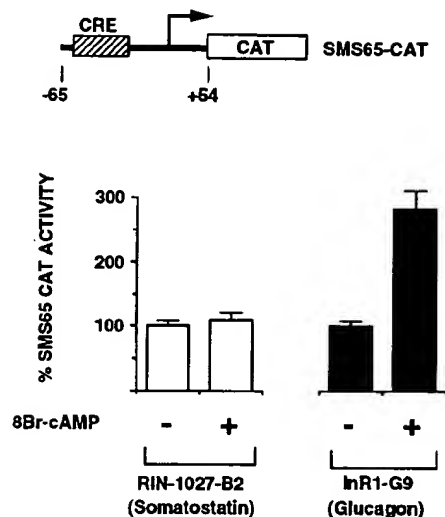 CRE
CAT
SMS65-CAT
-65
+54
% SMS65 CAT ACTIVITY
300
200
100
8Br-cAMP
- + - +
RIN-1027-B2
(Somatostatin)
InR1-G9
(Glucagon)